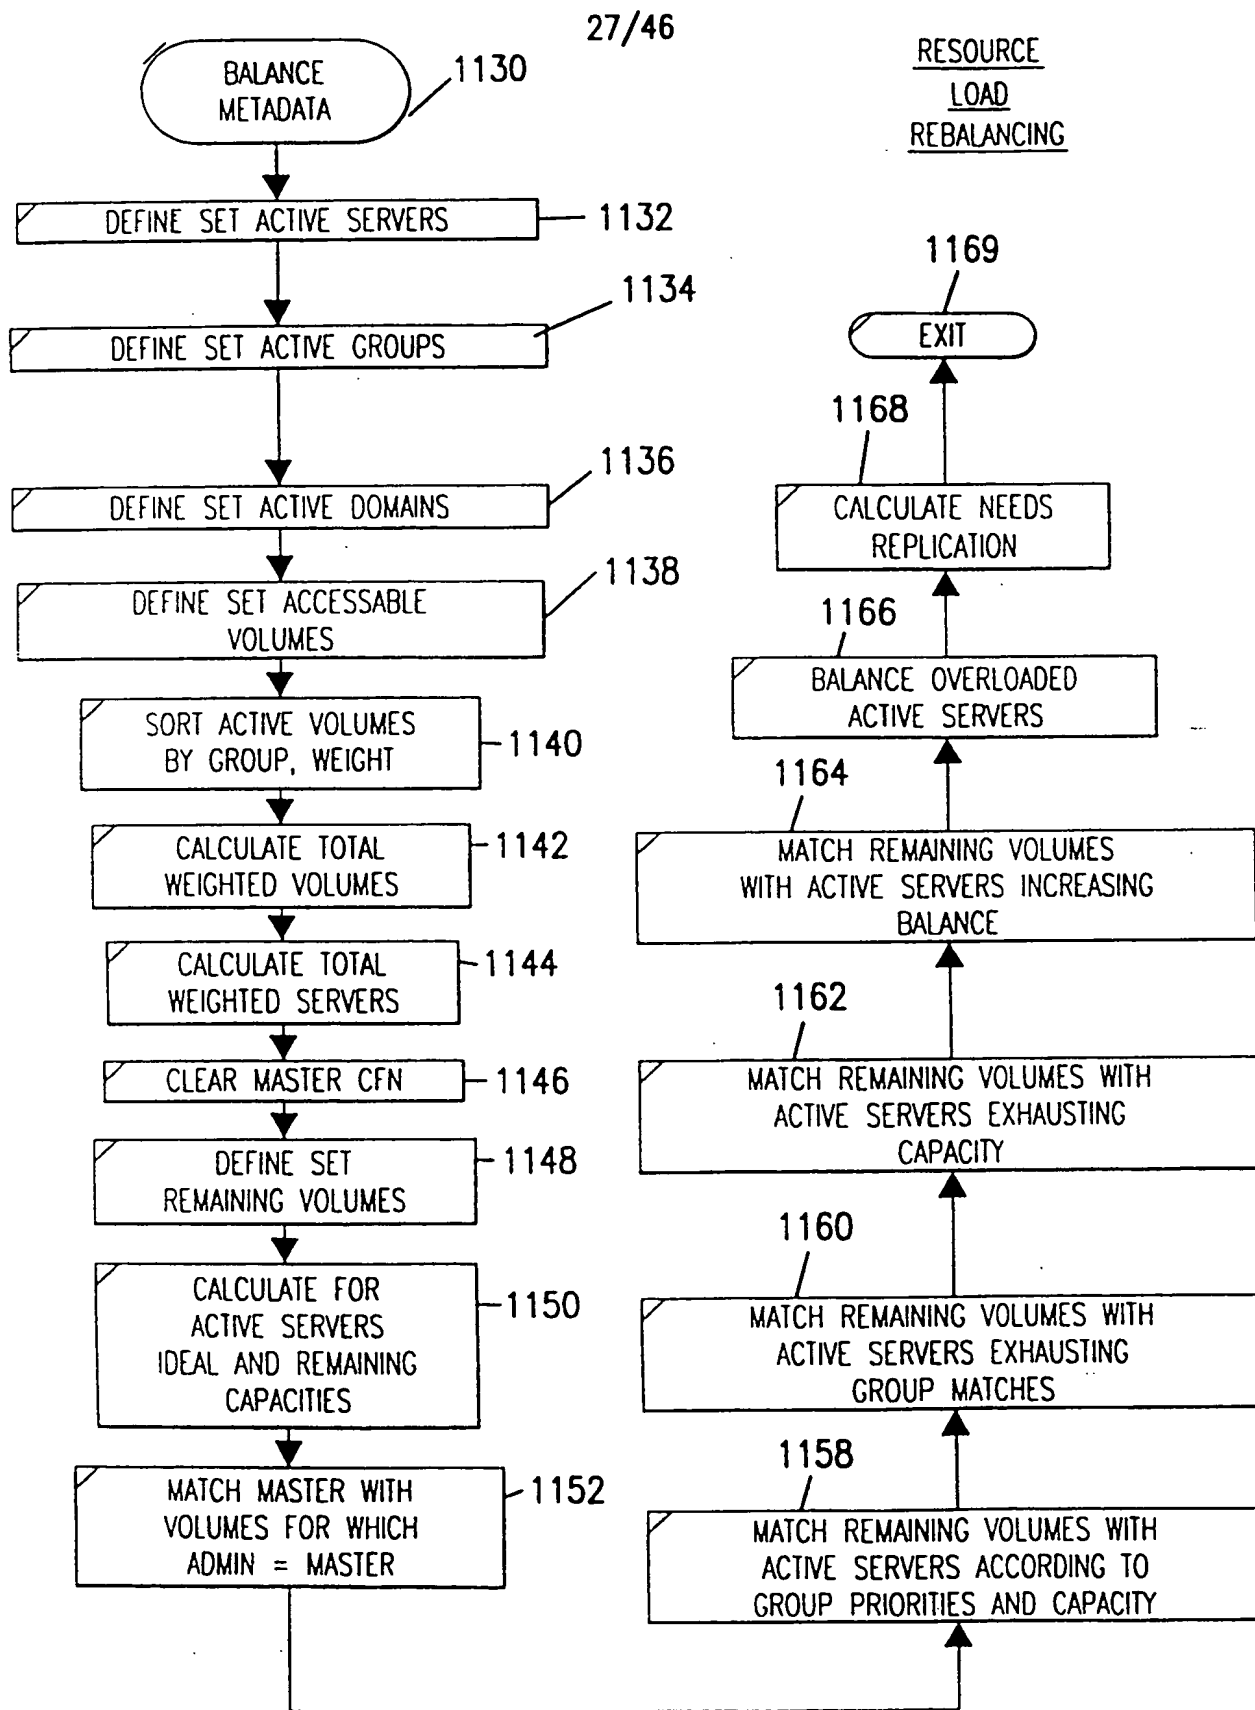 27/46
RESOURCE
LOAD
REBALANCING
BALANCE
METADATA
1130
DEFINE SET ACTIVE SERVERS
1132
DEFINE SET ACTIVE GROUPS
1134
DEFINE SET ACTIVE DOMAINS
1136
DEFINE SET ACCESSABLE
VOLUMES
1138
SORT ACTIVE VOLUMES
BY GROUP, WEIGHT
1140
CALCULATE TOTAL
WEIGHTED VOLUMES
1142
CALCULATE TOTAL
WEIGHTED SERVERS
1144
CLEAR MASTER CFN
1146
DEFINE SET
REMAINING VOLUMES
1148
CALCULATE FOR
ACTIVE SERVERS
IDEAL AND REMAINING
CAPACITIES
1150
MATCH MASTER WITH
VOLUMES FOR WHICH
ADMIN = MASTER
1152
1158
MATCH REMAINING VOLUMES WITH
ACTIVE SERVERS ACCORDING TO
GROUP PRIORITIES AND CAPACITY
1160
MATCH REMAINING VOLUMES WITH
ACTIVE SERVERS EXHAUSTING
GROUP MATCHES
1162
MATCH REMAINING VOLUMES WITH
ACTIVE SERVERS EXHAUSTING
CAPACITY
1164
MATCH REMAINING VOLUMES
WITH ACTIVE SERVERS INCREASING
BALANCE
1166
BALANCE OVERLOADED
ACTIVE SERVERS
1168
CALCULATE NEEDS
REPLICATION
1169
EXIT